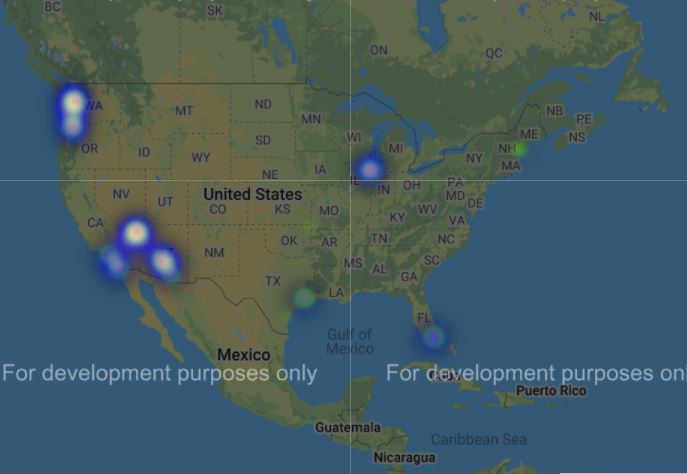 BC
SK
NL
ON
QC
WA
MT
ND
MN
NB
PE
OR
ID
SD
WI
MI
ME
NS
WY
NH
NY
MA
NE
IA
IL
IN
OH
PA
NV
UT
United States
CO
KS
MO
MD
DE
CA
KY
WV
VA
OK
AR
TN
NC
NM
SC
MS
AL
GA
TX
LA
FL
Gulf of
Mexico
Mexico
For development purposes only
For development purposes onl
Cuba
Puerto Rico
Guatemala
Caribbean Sea
Nicaragua